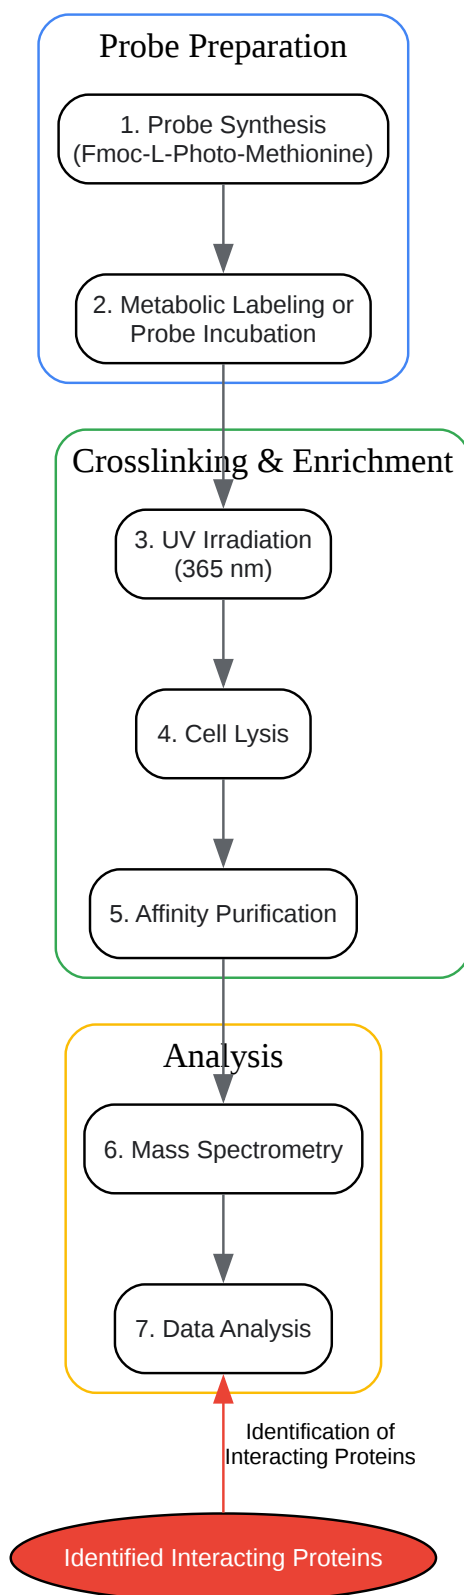 Probe Preparation
1. Probe Synthesis
(Fmoc-L-Photo-Methionine)
2. Metabolic Labeling or
Probe Incubation
Crosslinking & Enrichment
3. UV Irradiation
(365 nm)
4. Cell Lysis
5. Affinity Purification
Analysis
6. Mass Spectrometry
7. Data Analysis
Identification of
Interacting Proteins
Identified Interacting Proteins